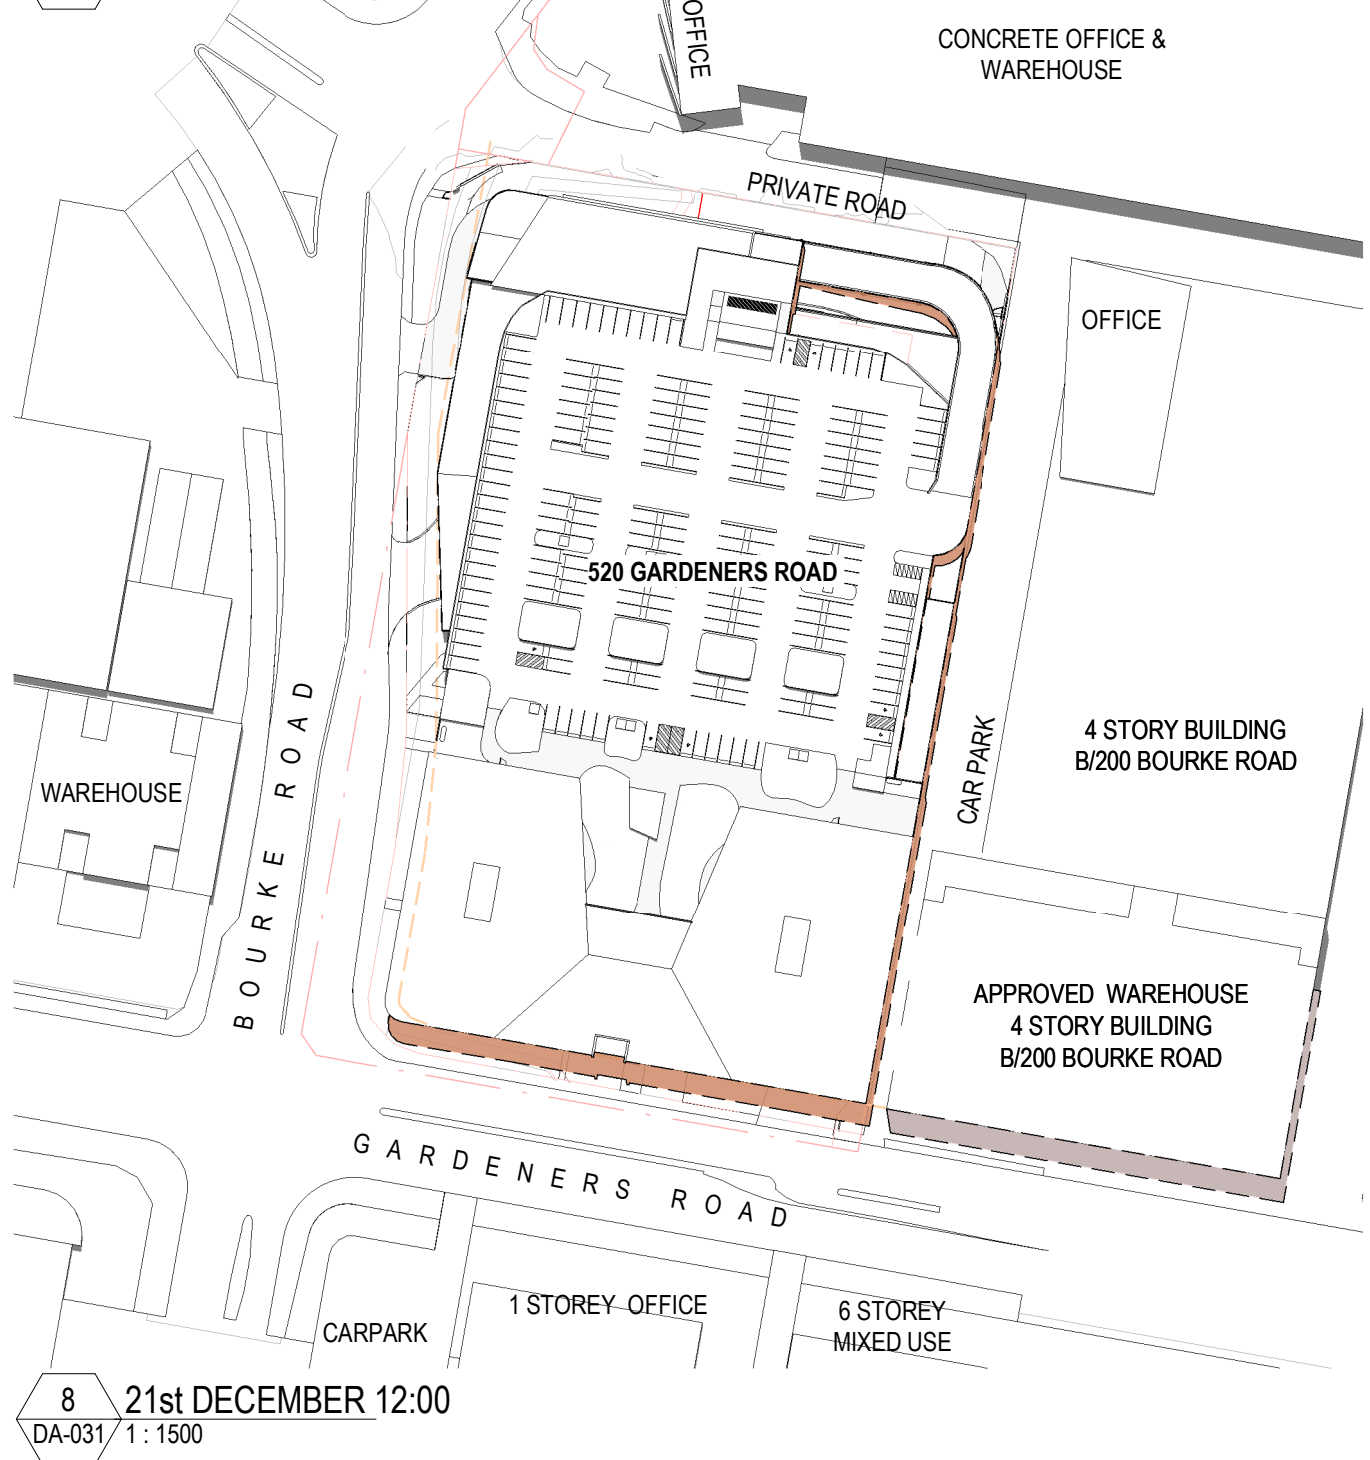 OFFICE
CONCRETE OFFICE &
WAREHOUSE
PRIVATE ROAD
OFFICE
520 GARDENERS ROAD
BOURKE ROAD
WAREHOUSE
CAR PARK
4 STORY BUILDING
B/200 BOURKE ROAD
APPROVED WAREHOUSE
4 STORY BUILDING
B/200 BOURKE ROAD
GARDENERS ROAD
1 STOREY OFFICE
6 STOREY
MIXED USE
CARPARK
8
21st DECEMBER 12:00
DA-031
1 : 1500